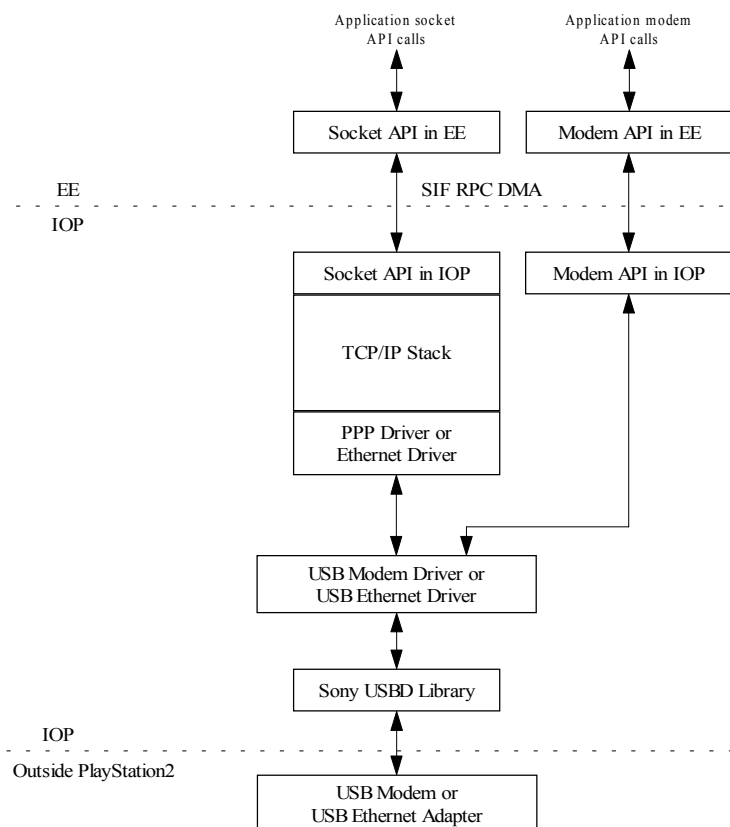 Application socket
API calls
Application modem
API calls
Socket API in EE
Modem API in EE
EE
SIF RPC DMA
IOP
Socket API in IOP
Modem API in IOP
TCP/IP Stack
PPP Driver or
Ethernet Driver
USB Modem Driver or
USB Ethernet Driver
Sony USBD Library
IOP
Outside PlayStation2
USB Modem or
USB Ethernet Adapter